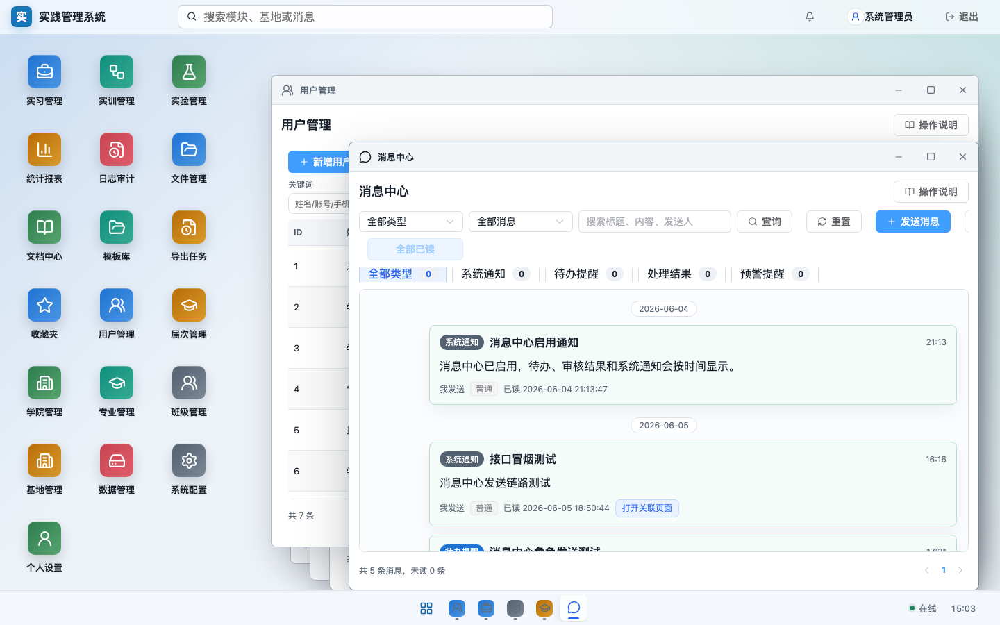 实 实践管理系统
搜索模块、基地或消息
系统管理员
退出
实习管理
实训管理
实验管理
统计报表
日志审计
文件管理
文档中心
模板库
导出任务
收藏夹
用户管理
届次管理
学院管理
专业管理
班级管理
基地管理
数据管理
系统配置
个人设置
用户管理
用户管理
操作说明
新增用户
关键词
姓名/账号/手机
ID
1
2
3
4
5
6
共 7 条
消息中心
消息中心
操作说明
全部类型
全部消息
搜索标题、内容、发送人
查询
重置
发送消息
全部已读
全部类型 0
系统通知 0
待办提醒 0
处理结果 0
预警提醒 0
2026-06-04
系统通知 消息中心启用通知 21:13
消息中心已启用，待办、审核结果和系统通知会按时间显示。
我发送 普通 已读 2026-06-04 21:13:47
2026-06-05
系统通知 接口冒烟测试 16:16
消息中心发送链路测试
我发送 普通 已读 2026-06-05 18:50:44 打开关联页面
待办提醒 17:31
共 5 条消息，未读 0 条
1
在线
15:03